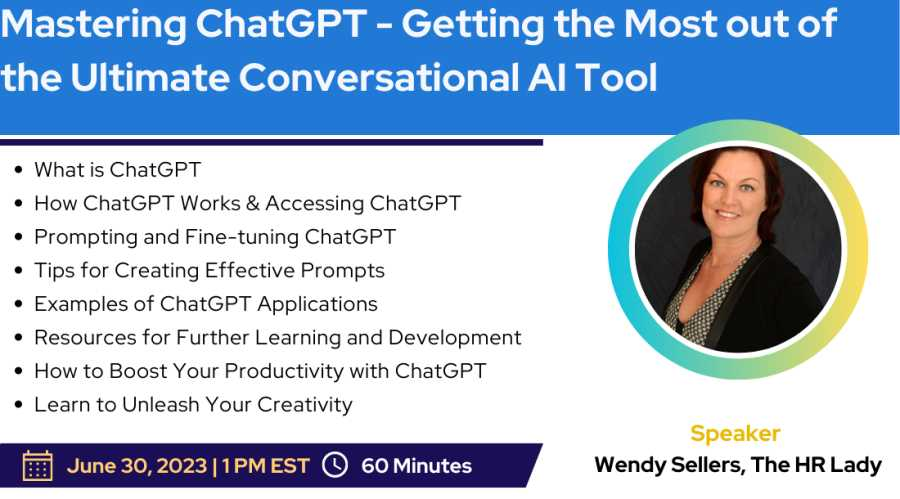 Mastering ChatGPT - Getting the Most out of
the Ultimate Conversational AI Tool
• What is ChatGPT
• How ChatGPT Works & Accessing ChatGPT
• Prompting and Fine-tuning ChatGPT
• Tips for Creating Effective Prompts
• Examples of ChatGPT Applications
• Resources for Further Learning and Development
• How to Boost Your Productivity with ChatGPT
• Learn to Unleash Your Creativity
June 30, 2023 | 1 PM EST 60 Minutes
Speaker
Wendy Sellers, The HR Lady